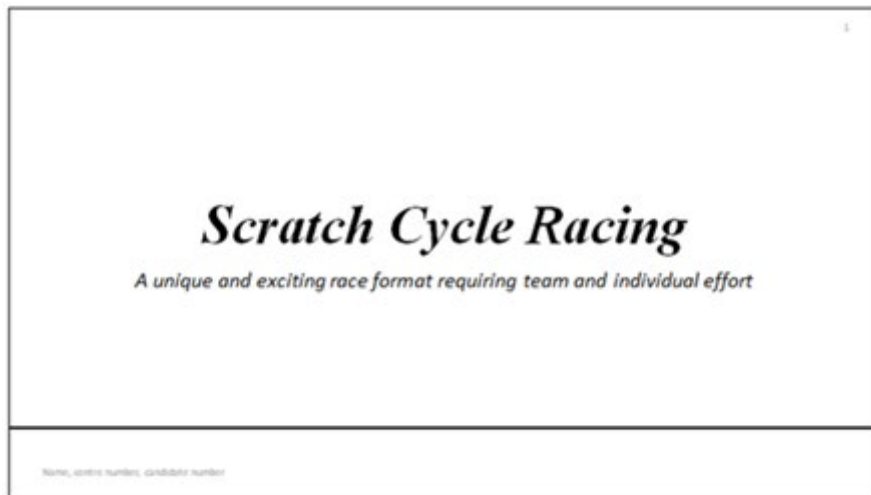 1
Scratch Cycle Racing
A unique and exciting race format requiring team and individual effort
Name, centre number, candidate number